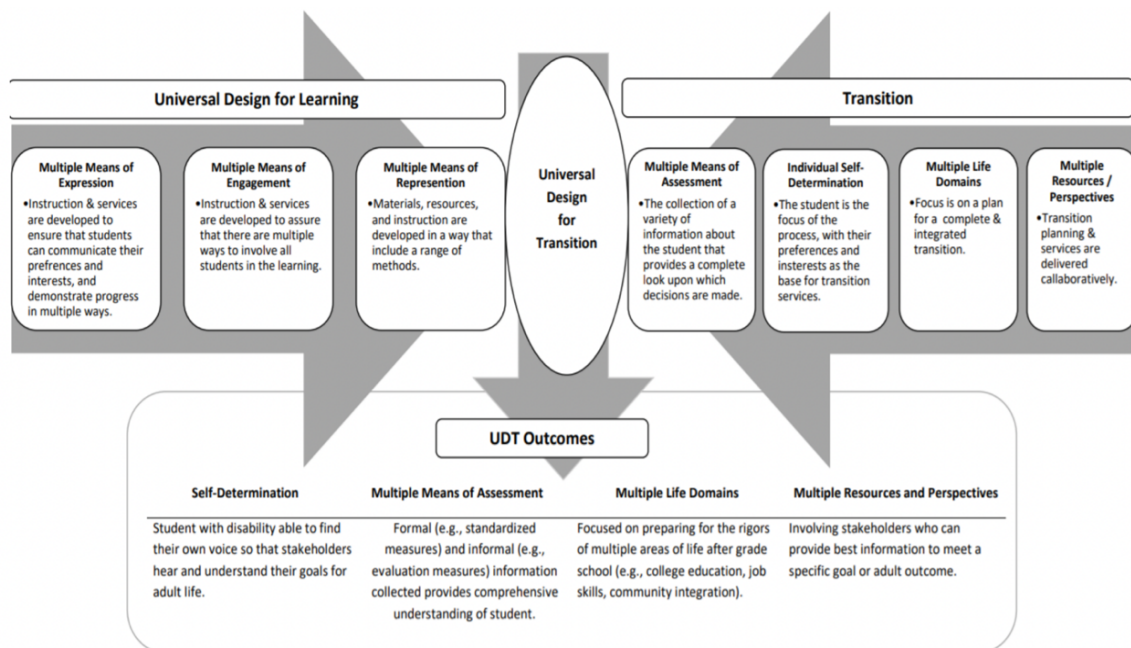 Universal Design for Learning
Multiple Means of
Expression
•Instruction & services
are developed to
ensure that students
can communicate their
prefrences and
interests, and
demonstrate progress
in multiple ways.
Multiple Means of
Engagement
•Instruction & services
are developed to assure
that there are multiple
ways to involve all
students in the learning.
Multiple Means of
Represention
•Materials, resources,
and instruction are
developed in a way that
include a range of
methods.
Universal
Design
for
Transition
Transition
Multiple Means of
Assessment
•The collection of a
variety of
information about
the student that
provides a complete
look upon which
decisions are made.
Individual Self-
Determination
•The student is the
focus of the
process, with their
preferences and
insterests as the
base for transition
services.
Multiple Life
Domains
•Focus is on a plan
for a complete &
integrated
transition.
Multiple
Resources /
Perspectives
•Transition
planning &
services are
delivered
callaboratively.
UDT Outcomes
Self-Determination
Student with disability able to find
their own voice so that stakeholders
hear and understand their goals for
adult life.
Multiple Means of Assessment
Formal (e.g., standardized
measures) and informal (e.g.,
evaluation measures) information
collected provides comprehensive
understanding of student.
Multiple Life Domains
Focused on preparing for the rigors
of multiple areas of life after grade
school (e.g., college education, job
skills, community integration).
Multiple Resources and Perspectives
Involving stakeholders who can
provide best information to meet a
specific goal or adult outcome.